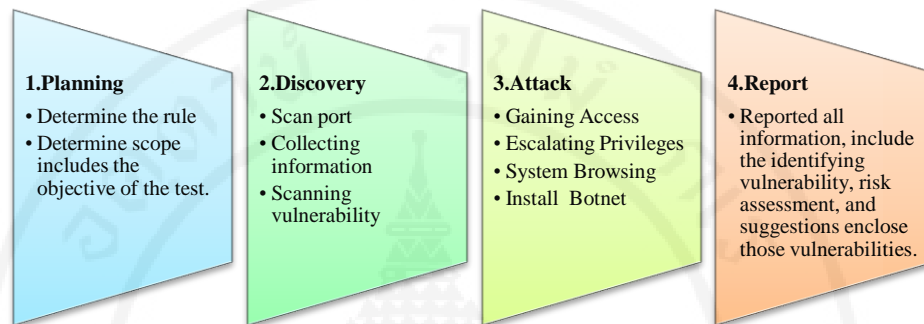 1.Planning
• Determine the rule
• Determine scope
includes the
objective of the test.
2.Discovery
• Scan port
• Collecting
information
• Scanning
vulnerability
3.Attack
• Gaining Access
• Escalating Privileges
• System Browsing
• Install Botnet
4.Report
• Reported all
information, include
the identifying
vulnerability, risk
assessment, and
suggestions enclose
those vulnerabilities.